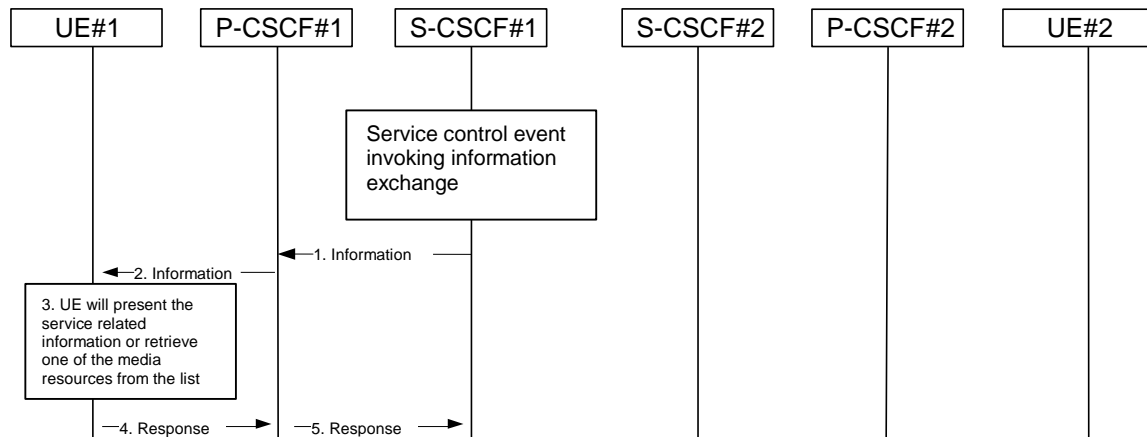 UE#1
P-CSCF#1
S-CSCF#1
S-CSCF#2
P-CSCF#2
UE#2
Service control event
invoking information
exchange
1. Information
2. Information
3. UE will present the
service related
information or retrieve
one of the media
resources from the list
4. Response
5. Response